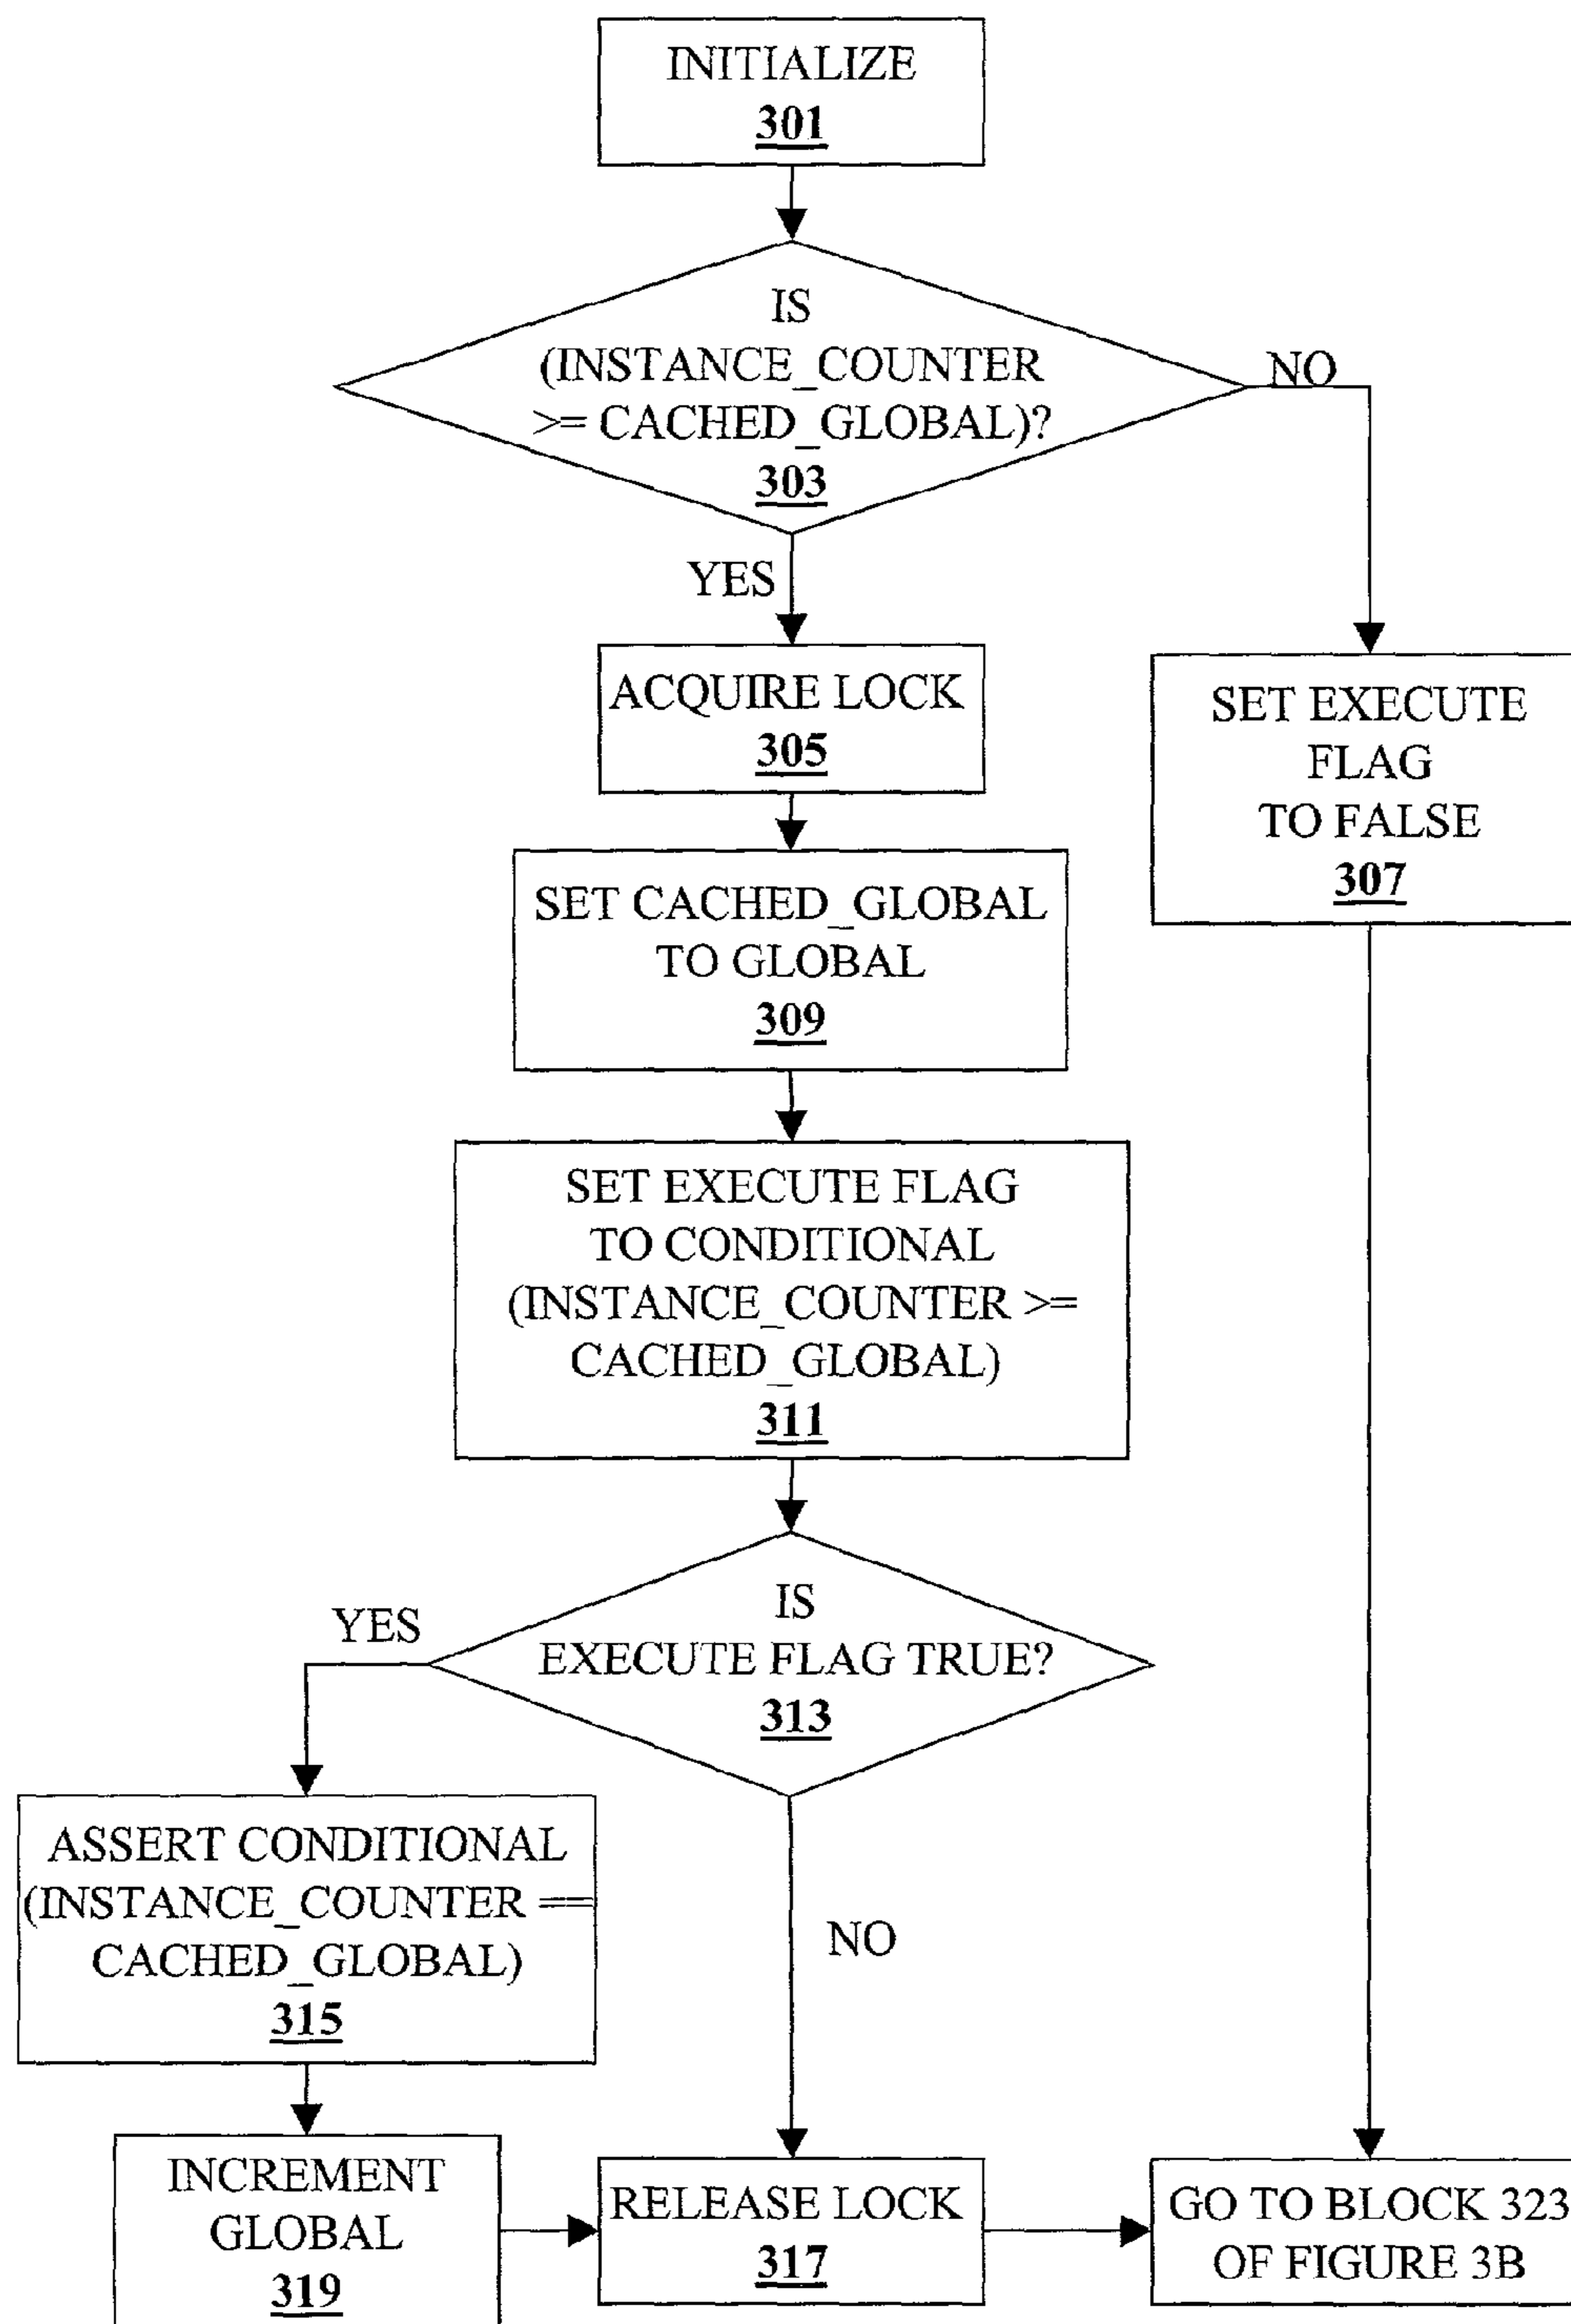 INITIALIZE
301
IS
(INSTANCE_COUNTER
>= CACHED_GLOBAL)?
303
NO
YES
ACQUIRE LOCK
305
SET EXECUTE
FLAG
TO FALSE
307
SET CACHED_GLOBAL
TO GLOBAL
309
SET EXECUTE FLAG
TO CONDITIONAL
(INSTANCE_COUNTER >=
CACHED_GLOBAL)
311
IS
EXECUTE FLAG TRUE?
313
YES
NO
ASSERT CONDITIONAL
(INSTANCE_COUNTER ==
CACHED_GLOBAL)
315
INCREMENT
GLOBAL
319
RELEASE LOCK
317
GO TO BLOCK 323
OF FIGURE 3B